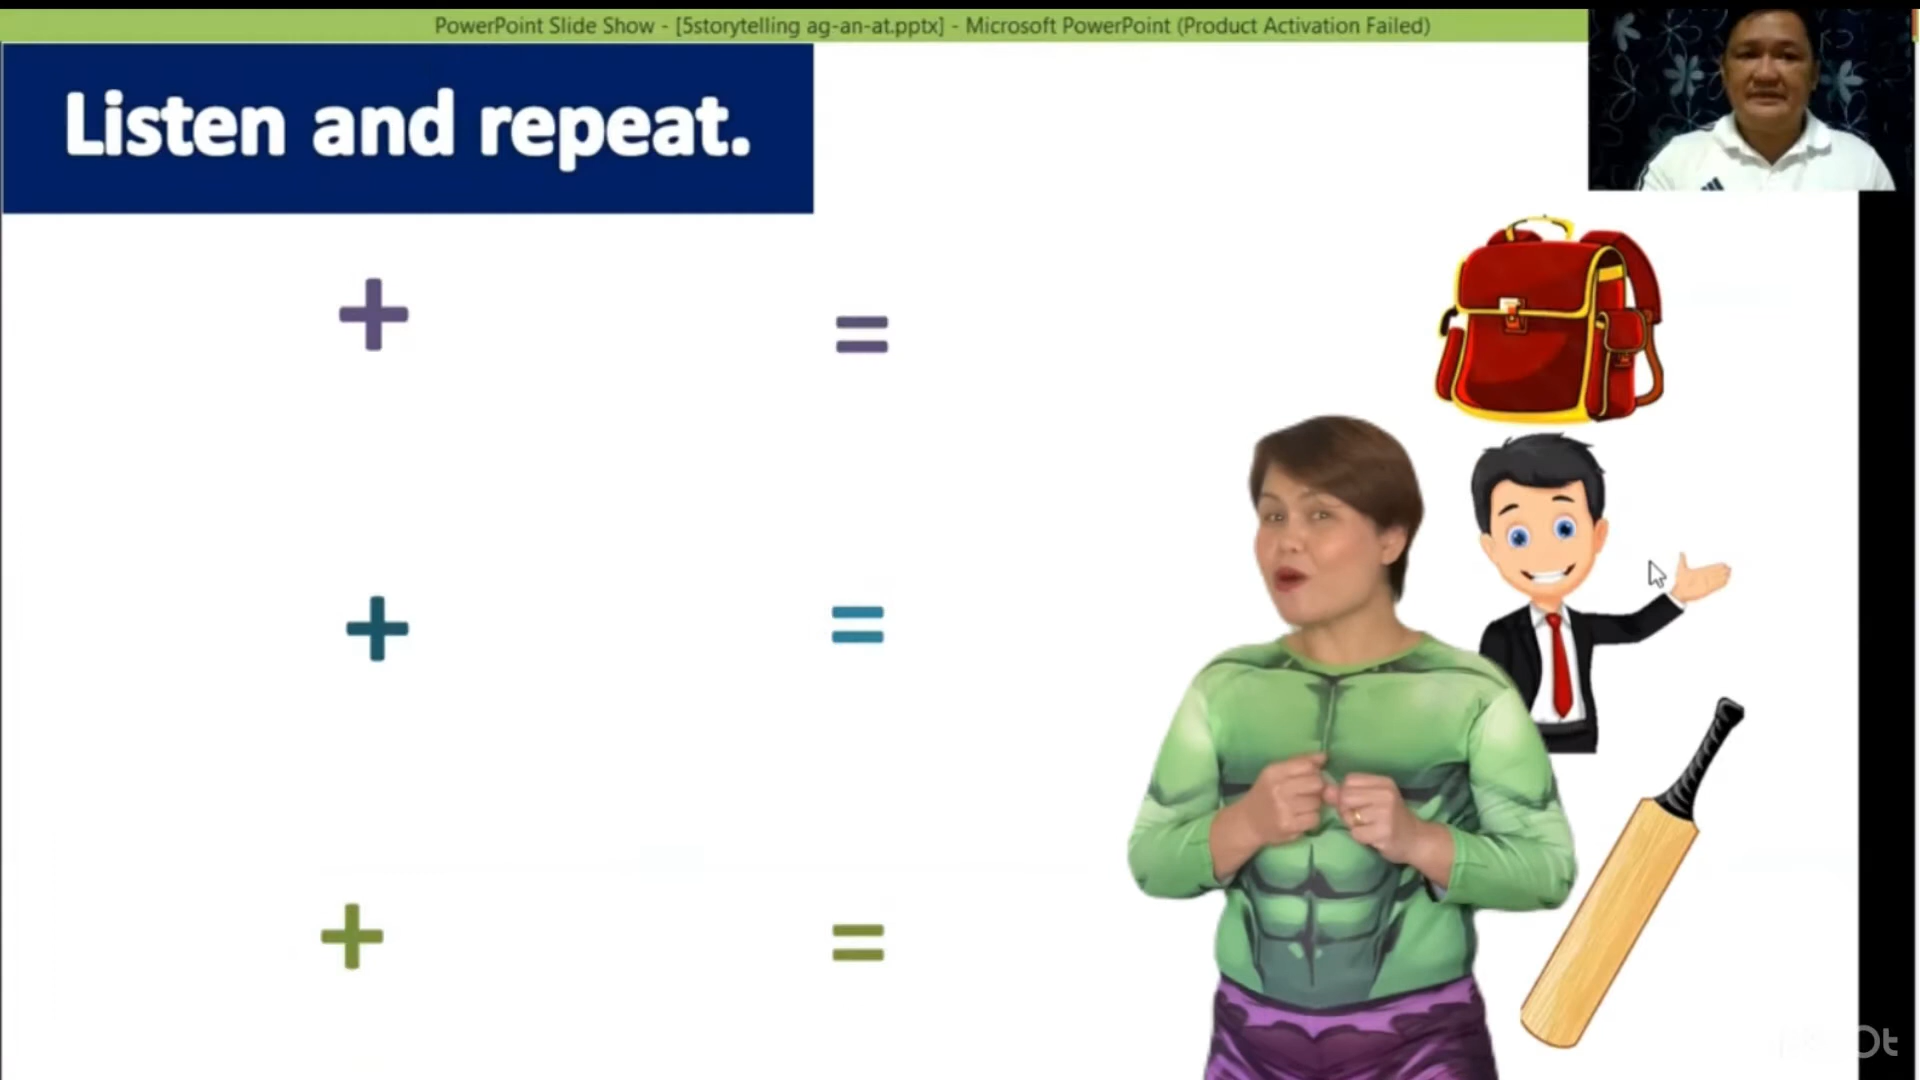 PowerPoint Slide Show - [5storytelling ag-an-at.pptx] - Microsoft PowerPoint (Product Activation Failed)
Listen and repeat.
+ =
+ =
+ =